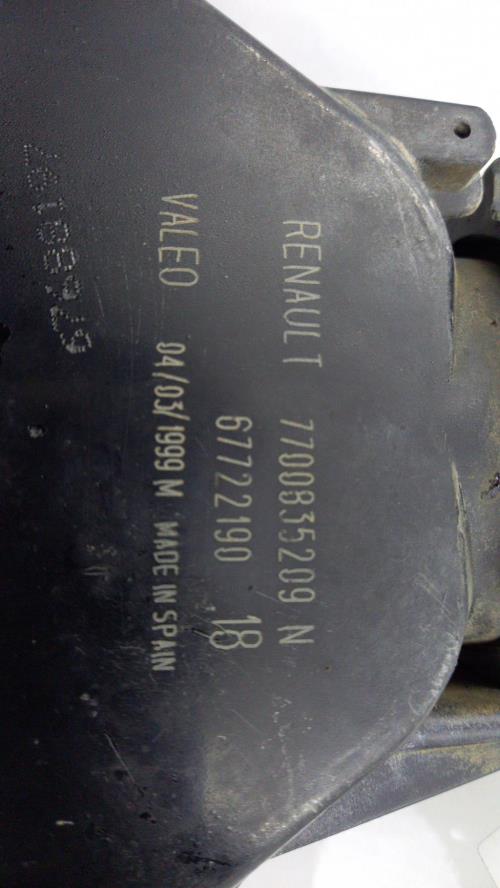 RENAULT 7700835209 N
67722190 18
VALEO 04/03/1999 M MADE IN SPAIN